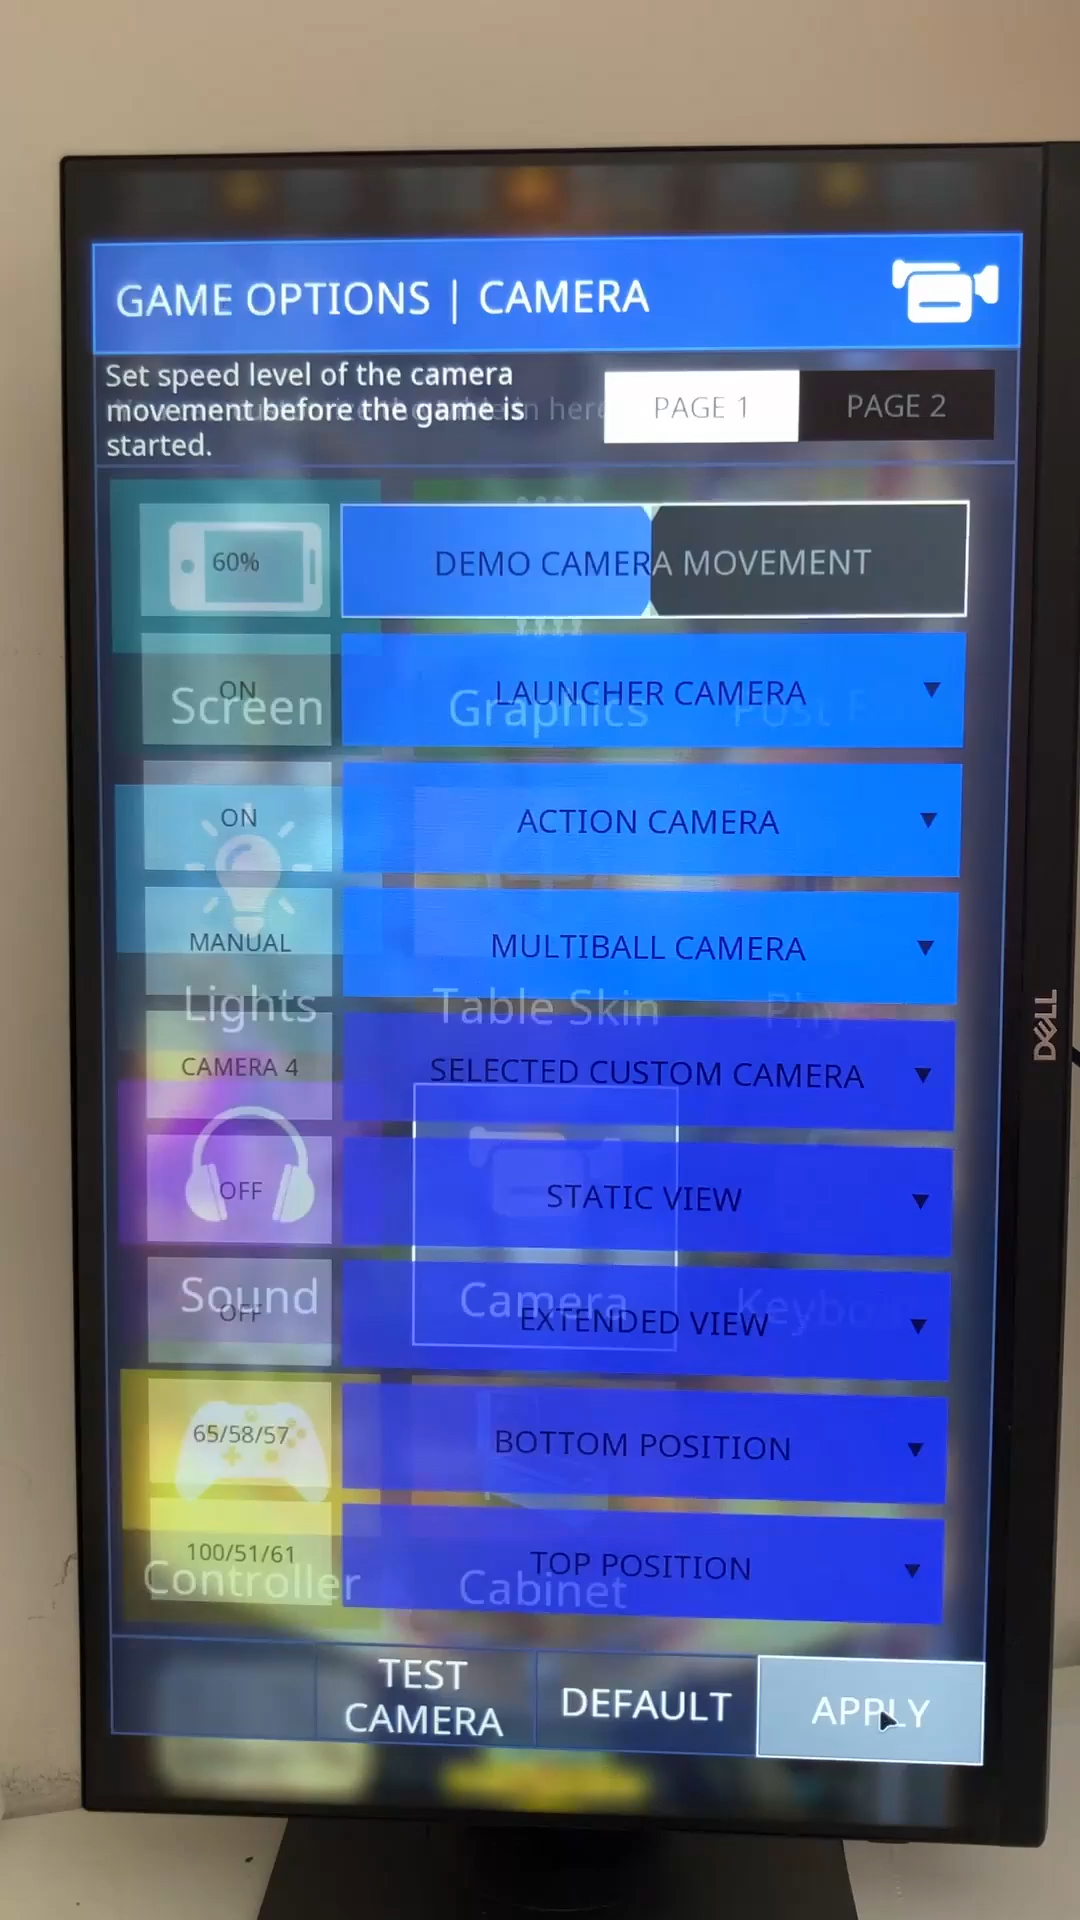 GAME OPTIONS | CAMERA
Set speed level of the camera
movement before the game is
started.
in here
PAGE 1
PAGE 2
60%
DEMO CAMERA MOVEMENT
ON
LAUNCHER CAMERA
Screen
Graphics
Post
ON
ACTION CAMERA
MANUAL
MULTIBALL CAMERA
Lights
Table Skin
CAMERA 4
SELECTED CUSTOM CAMERA
OFF
STATIC VIEW
Sound
Camera
OFF
EXTENDED VIEW
65/58/57
BOTTOM POSITION
100/51/61
TOP POSITION
Controller
Cabinet
TEST
CAMERA
DEFAULT
APPLY
DELL